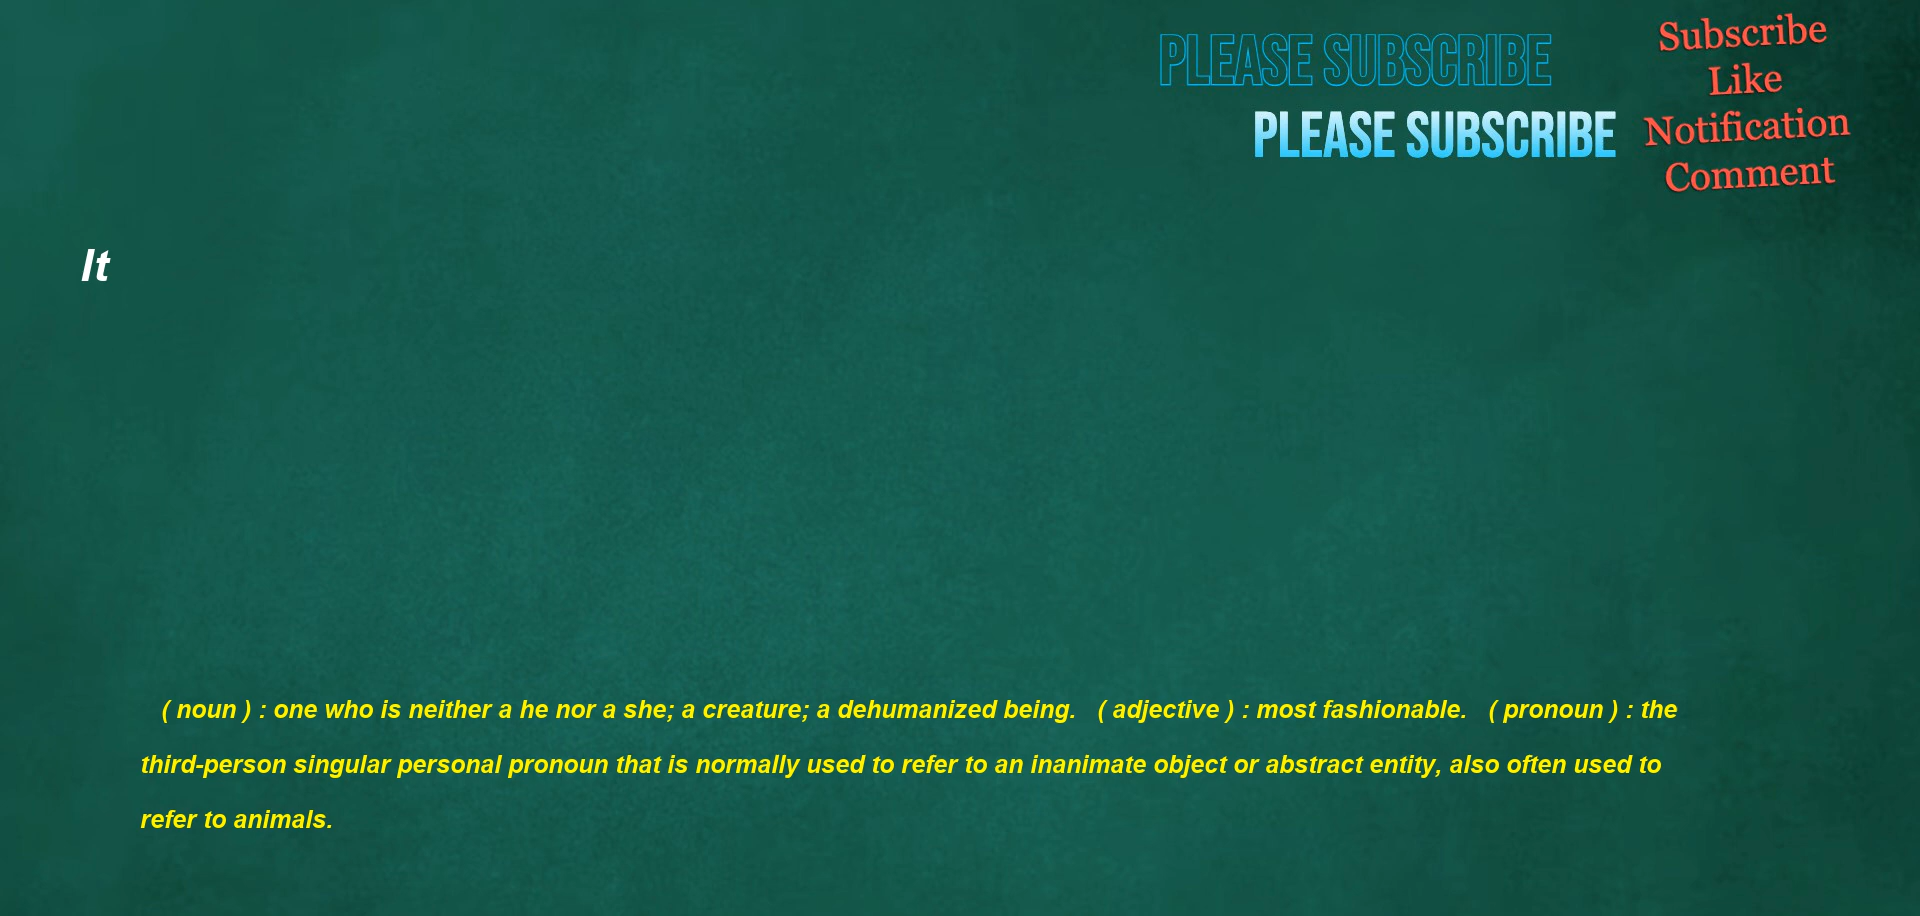 PLEASE SUBSCRIBE
PLEASE SUBSCRIBE
Subscribe
Like
Notification
Comment
It
( noun ) : one who is neither a he nor a she; a creature; a dehumanized being. ( adjective ) : most fashionable. ( pronoun ) : the
third-person singular personal pronoun that is normally used to refer to an inanimate object or abstract entity, also often used to
refer to animals.